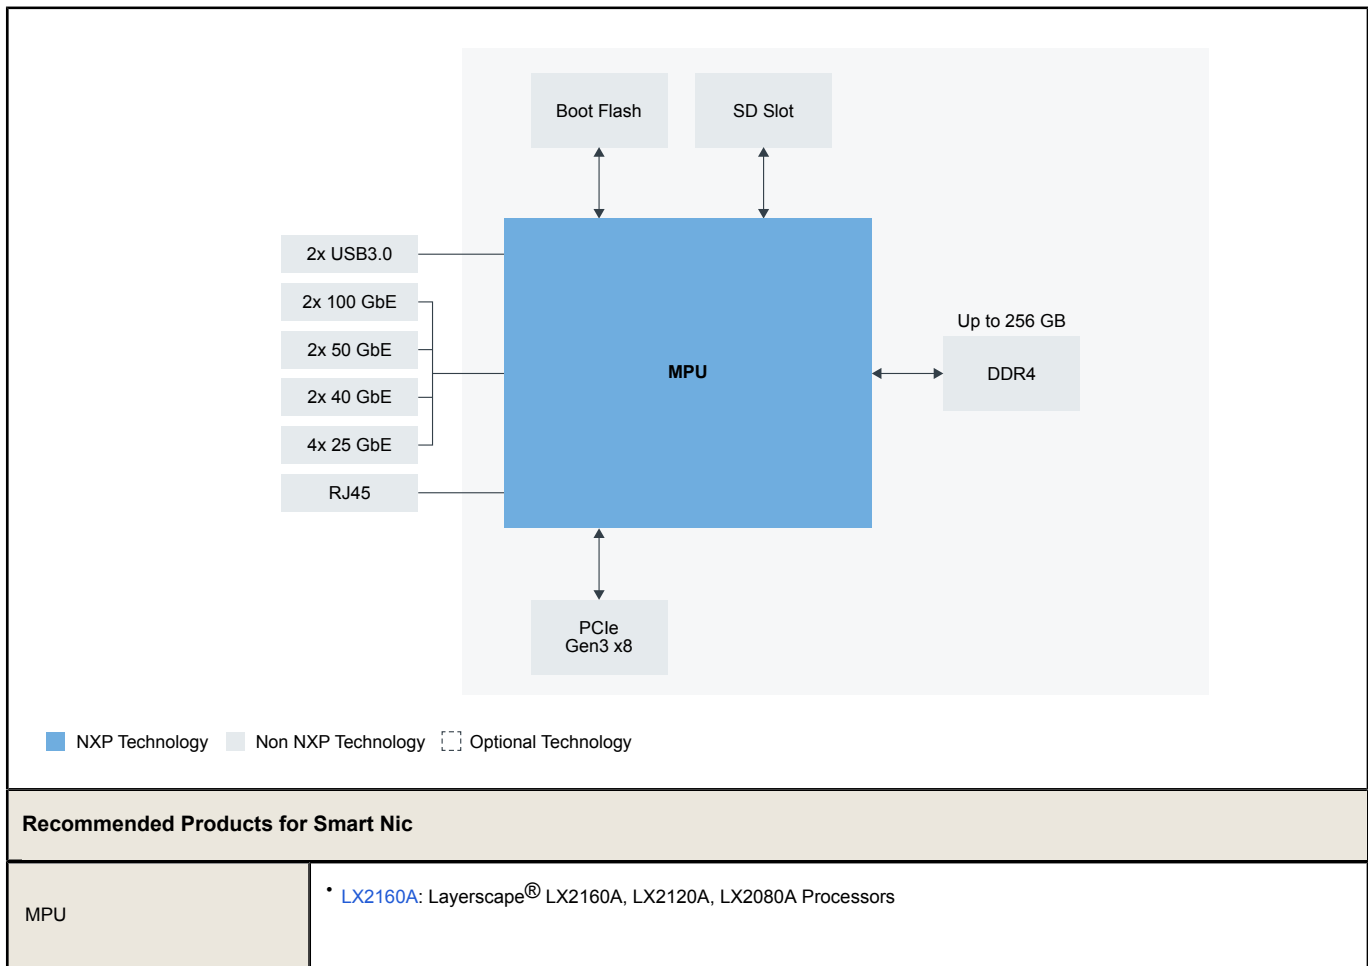 Boot Flash
SD Slot
2x USB3.0
2x 100 GbE
2x 50 GbE
2x 40 GbE
4x 25 GbE
RJ45
MPU
Up to 256 GB
DDR4
PCIe
Gen3 x8
NXP Technology
Non NXP Technology
Optional Technology
Recommended Products for Smart Nic
MPU
• LX2160A: Layerscape® LX2160A, LX2120A, LX2080A Processors